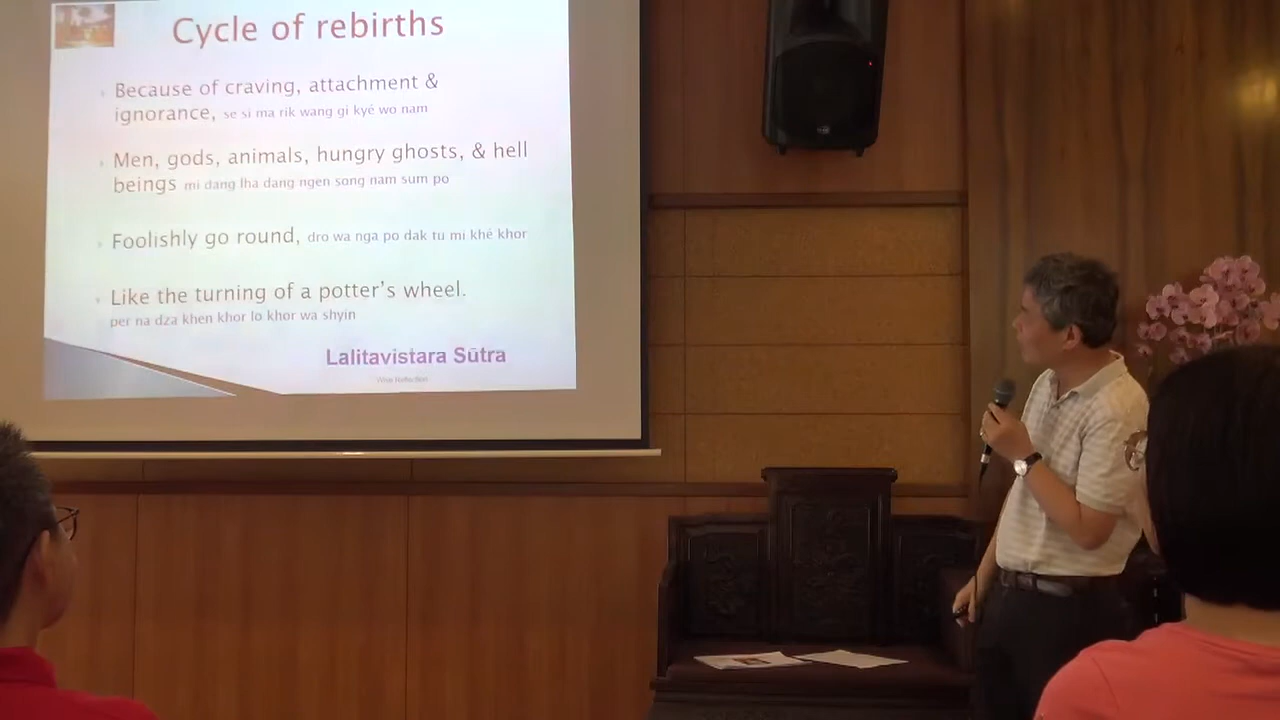 Cycle of rebirths
Because of craving, attachment &
ignorance, se si ma rik wang gi kyé wo nam
Men, gods, animals, hungry ghosts, & hell
beings mi dang lha dang ngen song nam sum po
Foolishly go round, dro wa nga po dak tu mi khé khor
Like the turning of a potter's wheel.
per na dza khen khor lo khor wa shyin
Lalitavistara Sūtra